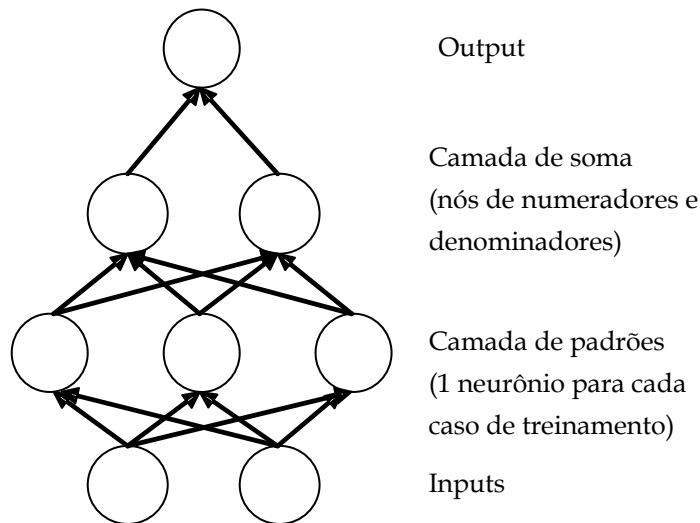 Output
Camada de soma
(nós de numeradores e
denominadores)
Camada de padrões
(1 neurônio para cada
caso de treinamento)
Inputs